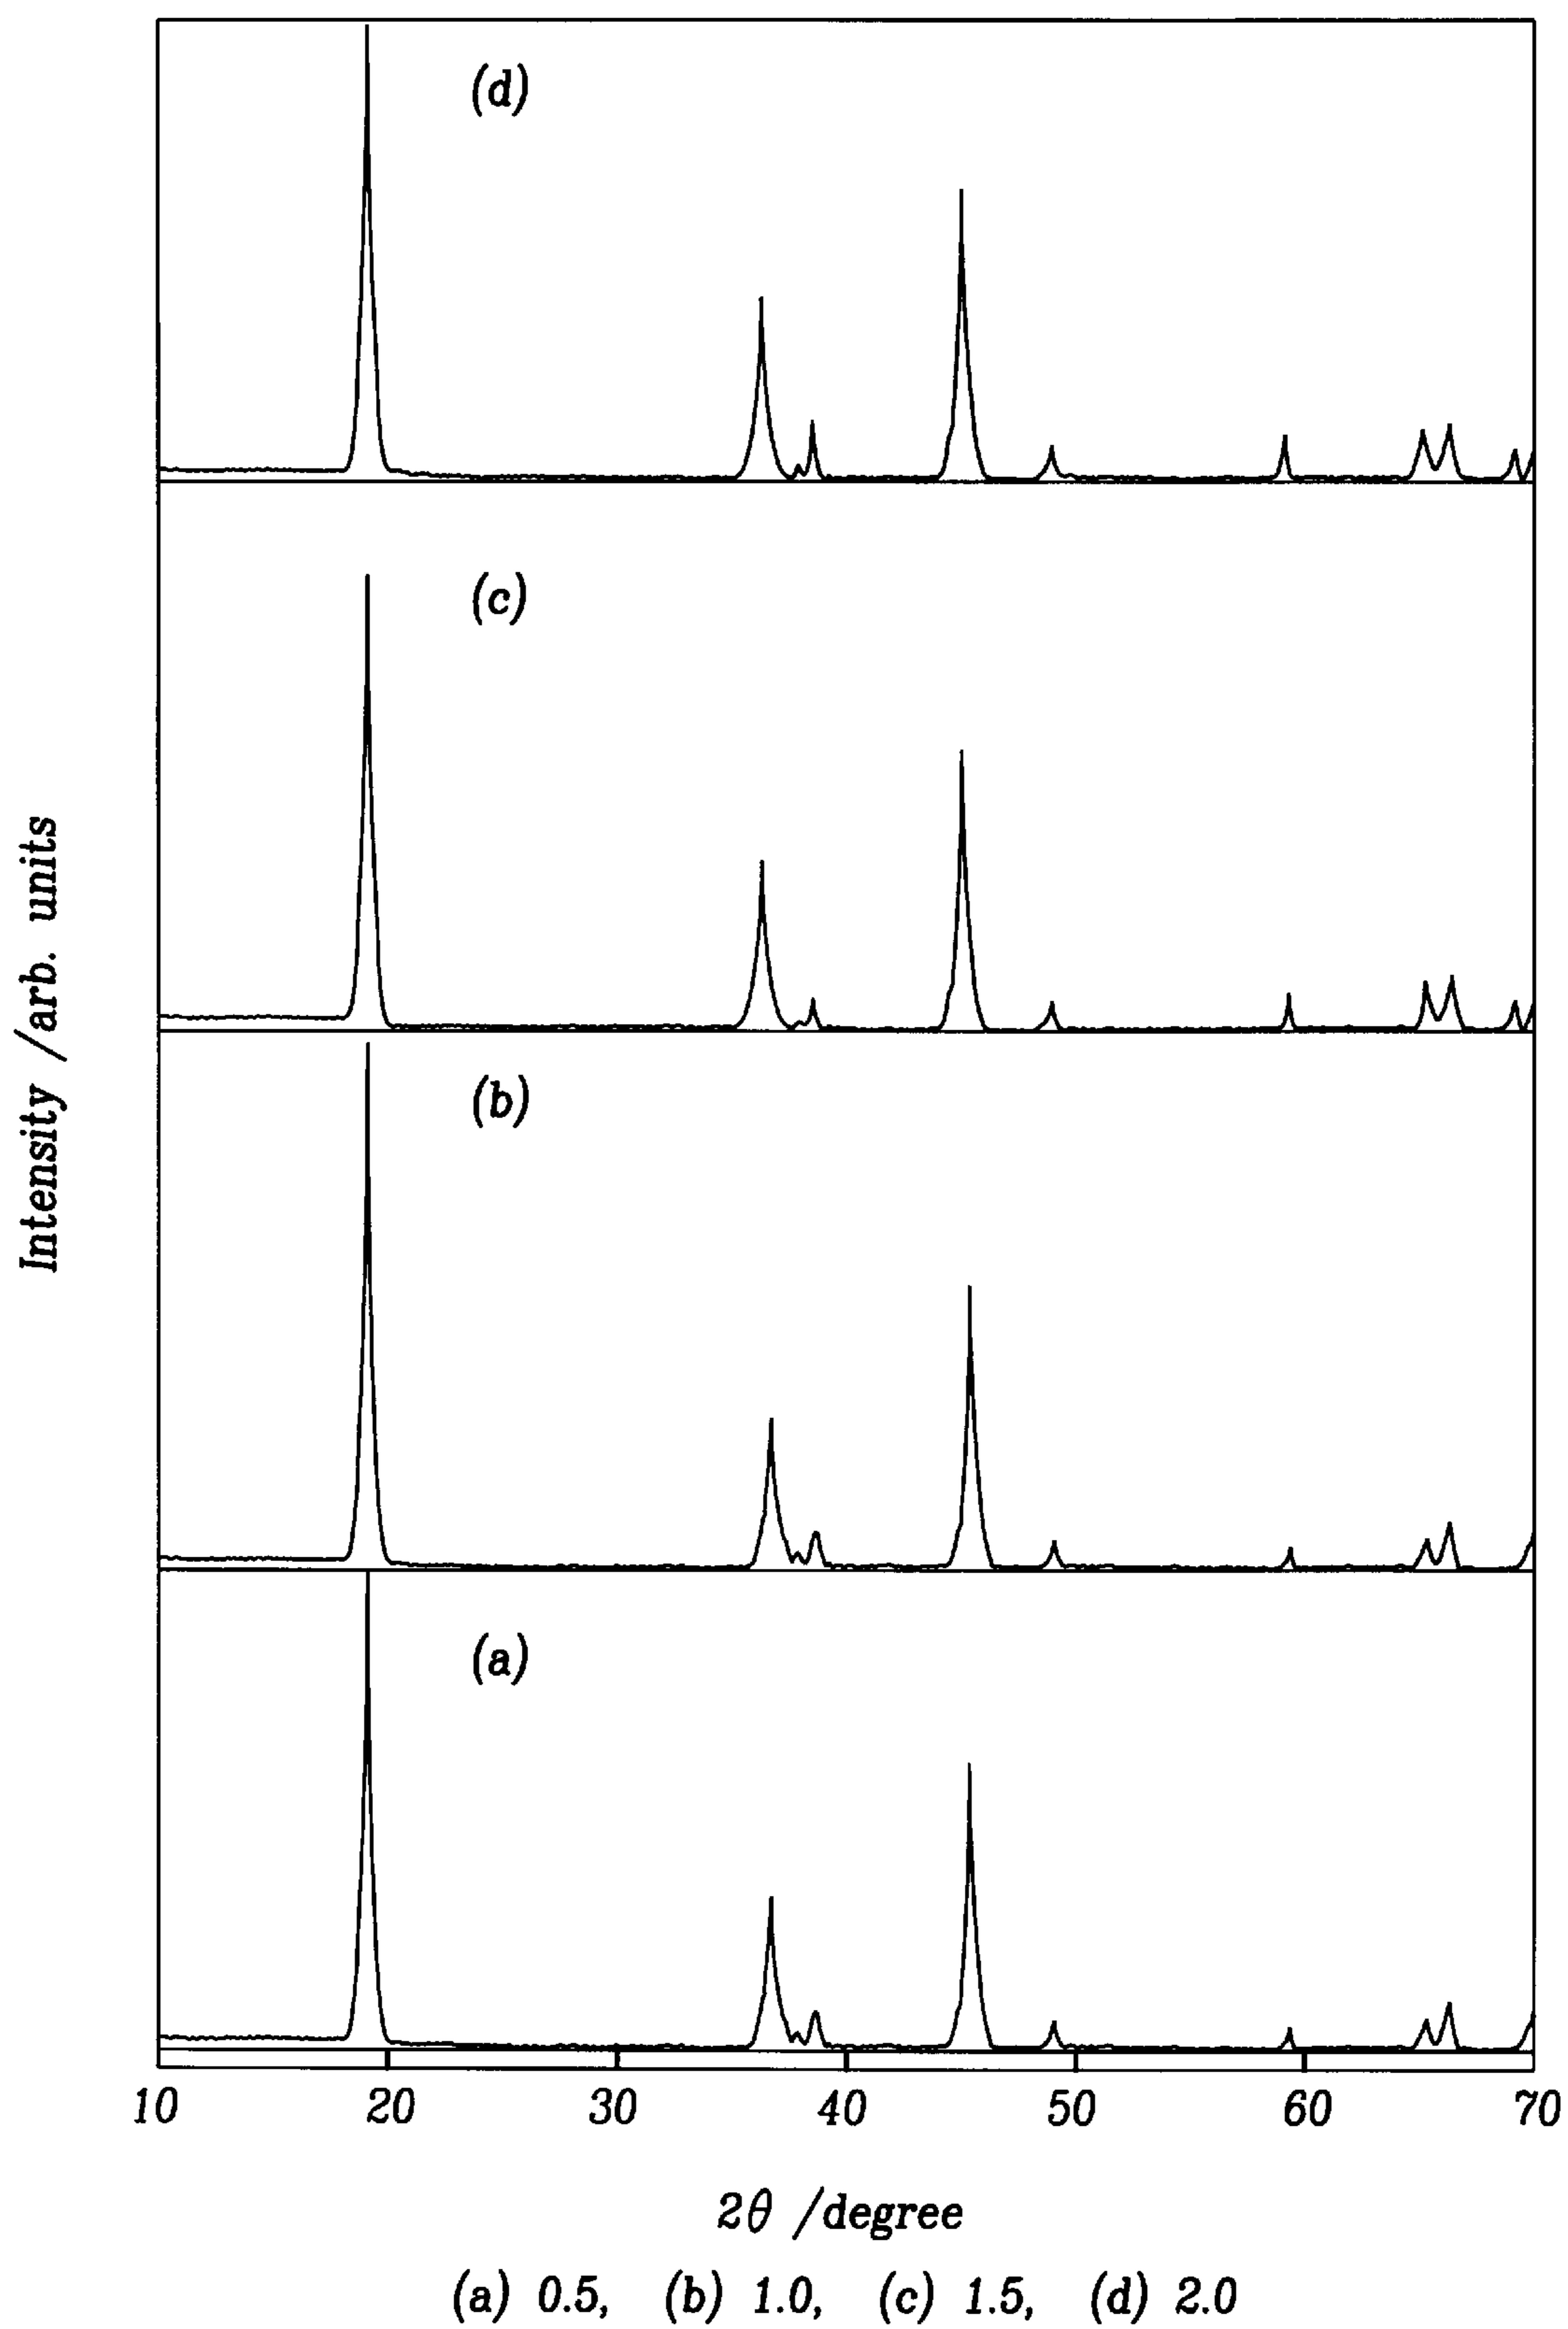 (d)
(c)
(b)
(a)
Intensity /arb. units
10 20 30 40 50 60 70
2θ /degree
(a) 0.5, (b) 1.0, (c) 1.5, (d) 2.0